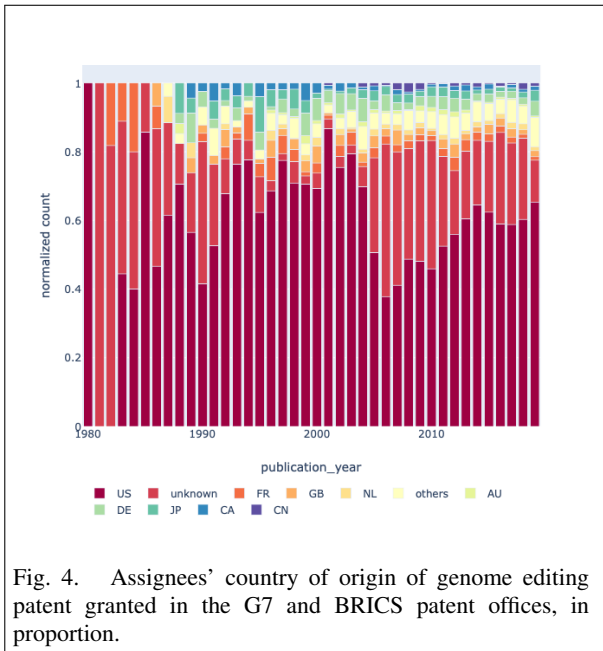 1
0.8
0.6
0.4
0.2
0
normalized count
1980
1990
2000
2010
publication_year
US unknown FR GB NL others AU
DE JP CA CN
Fig. 4. Assignees' country of origin of genome editing
patent granted in the G7 and BRICS patent offices, in
proportion.